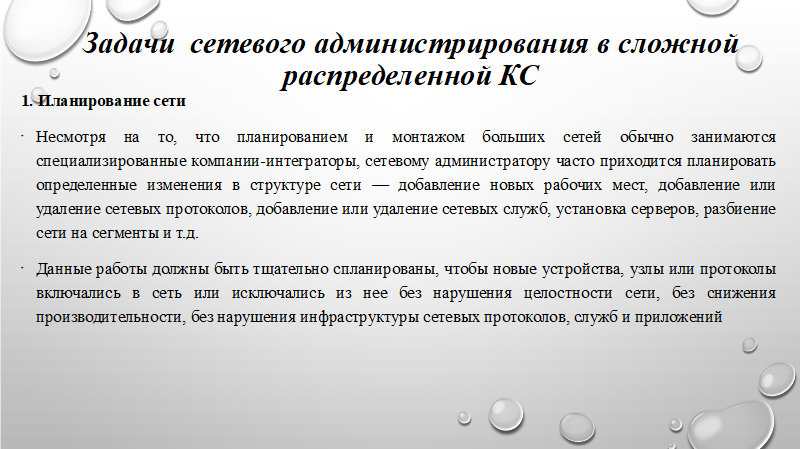 Задачи сетевого администрирования в сложной
распределенной КС
1. Планирование сети
· Несмотря на то, что планированием и монтажом больших сетей обычно занимаются
специализированные компании-интеграторы, сетевому администратору часто приходится планировать
определенные изменения в структуре сети — добавление новых рабочих мест, добавление или
удаление сетевых протоколов, добавление или удаление сетевых служб, установка серверов, разбиение
сети на сегменты и т.д.
· Данные работы должны быть тщательно спланированы, чтобы новые устройства, узлы или протоколы
включались в сеть или исключались из нее без нарушения целостности сети, без снижения
производительности, без нарушения инфраструктуры сетевых протоколов, служб и приложений